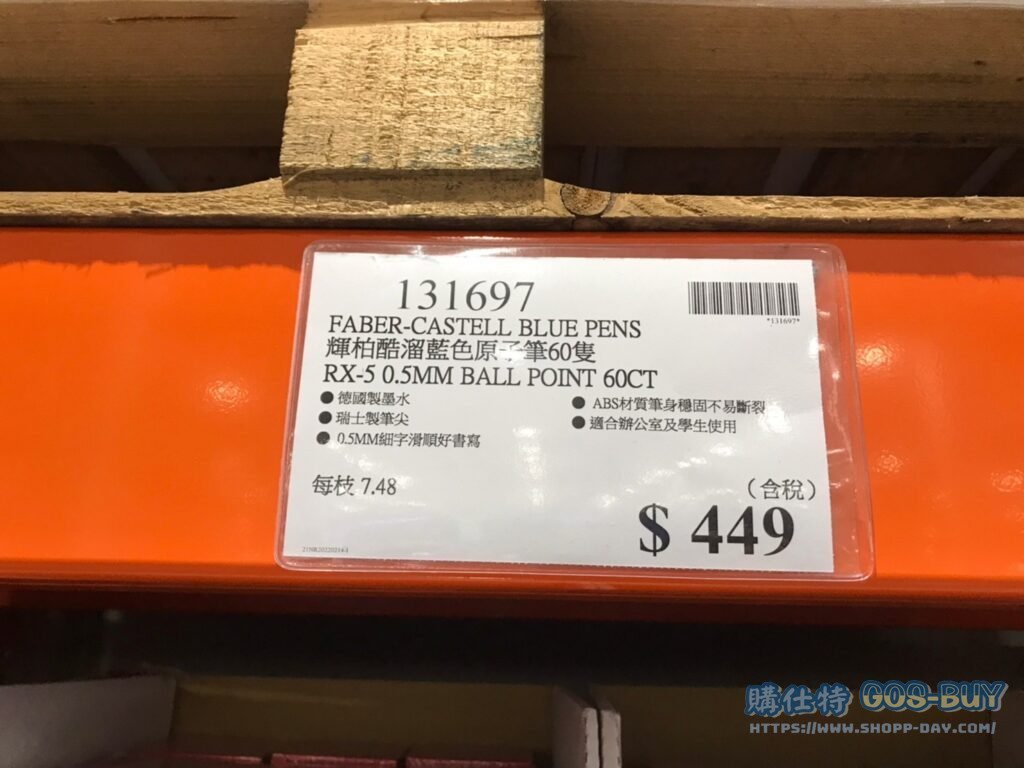 131697
*131697*
FABER-CASTELL BLUE PENS
輝柏酷溜藍色原子筆60隻
RX-5 0.5MM BALL POINT 60CT
● 德國製墨水
● 瑞士製筆尖
● 0.5MM細字滑順好書寫
● ABS材質筆身穩固不易斷裂
● 適合辦公室及學生使用
每枝 7.48
(含稅)
$ 449
購仕特 GOS-BUY
HTTPS://WWW.SHOPP-DAY.COM/